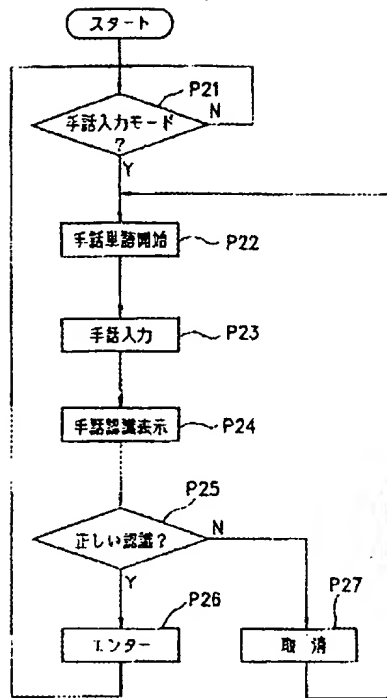 スタート
P21
手話入力モード
?
N
Y
手話単語開始
P22
手話入力
P23
手話認識表示
P24
P25
正しい認識?
N
Y
P26
エンター
P27
取消